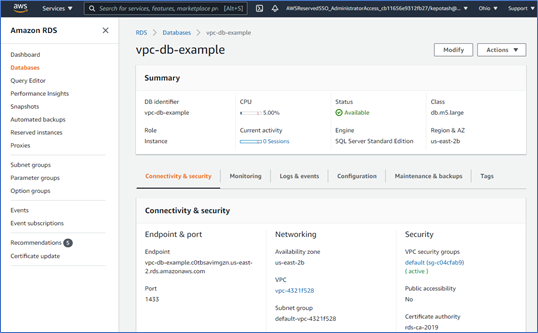 aws
Services
Search for services, features, marketplace pr [Alt+S]
AWSReservedSSO_AdministratorAccess_cb11656e9312fb27/kepotash@...
Ohio
Support
Amazon RDS
Dashboard
Databases
Query Editor
Performance Insights
Snapshots
Automated backups
Reserved instances
Proxies
Subnet groups
Parameter groups
Option groups
Events
Event subscriptions
Recommendations 5
Certificate update
RDS > Databases > vpc-db-example
vpc-db-example
Modify
Actions
Summary
DB identifier
vpc-db-example
CPU
5.00%
Status
Available
Class
db.m5.large
Role
Instance
Current activity
0 Sessions
Engine
SQL Server Standard Edition
Region & AZ
us-east-2b
Connectivity & security
Monitoring
Logs & events
Configuration
Maintenance & backups
Tags
Connectivity & security
Endpoint & port
Endpoint
vpc-db-example.c0tbsavimgzn.us-east-
2.rds.amazonaws.com
Port
1433
Networking
Availability zone
us-east-2b
VPC
vpc-4321f528
Subnet group
default-vpc-4321f528
Security
VPC security groups
default (sg-c04cfab9)
( active )
Public accessibility
No
Certificate authority
rds-ca-2019